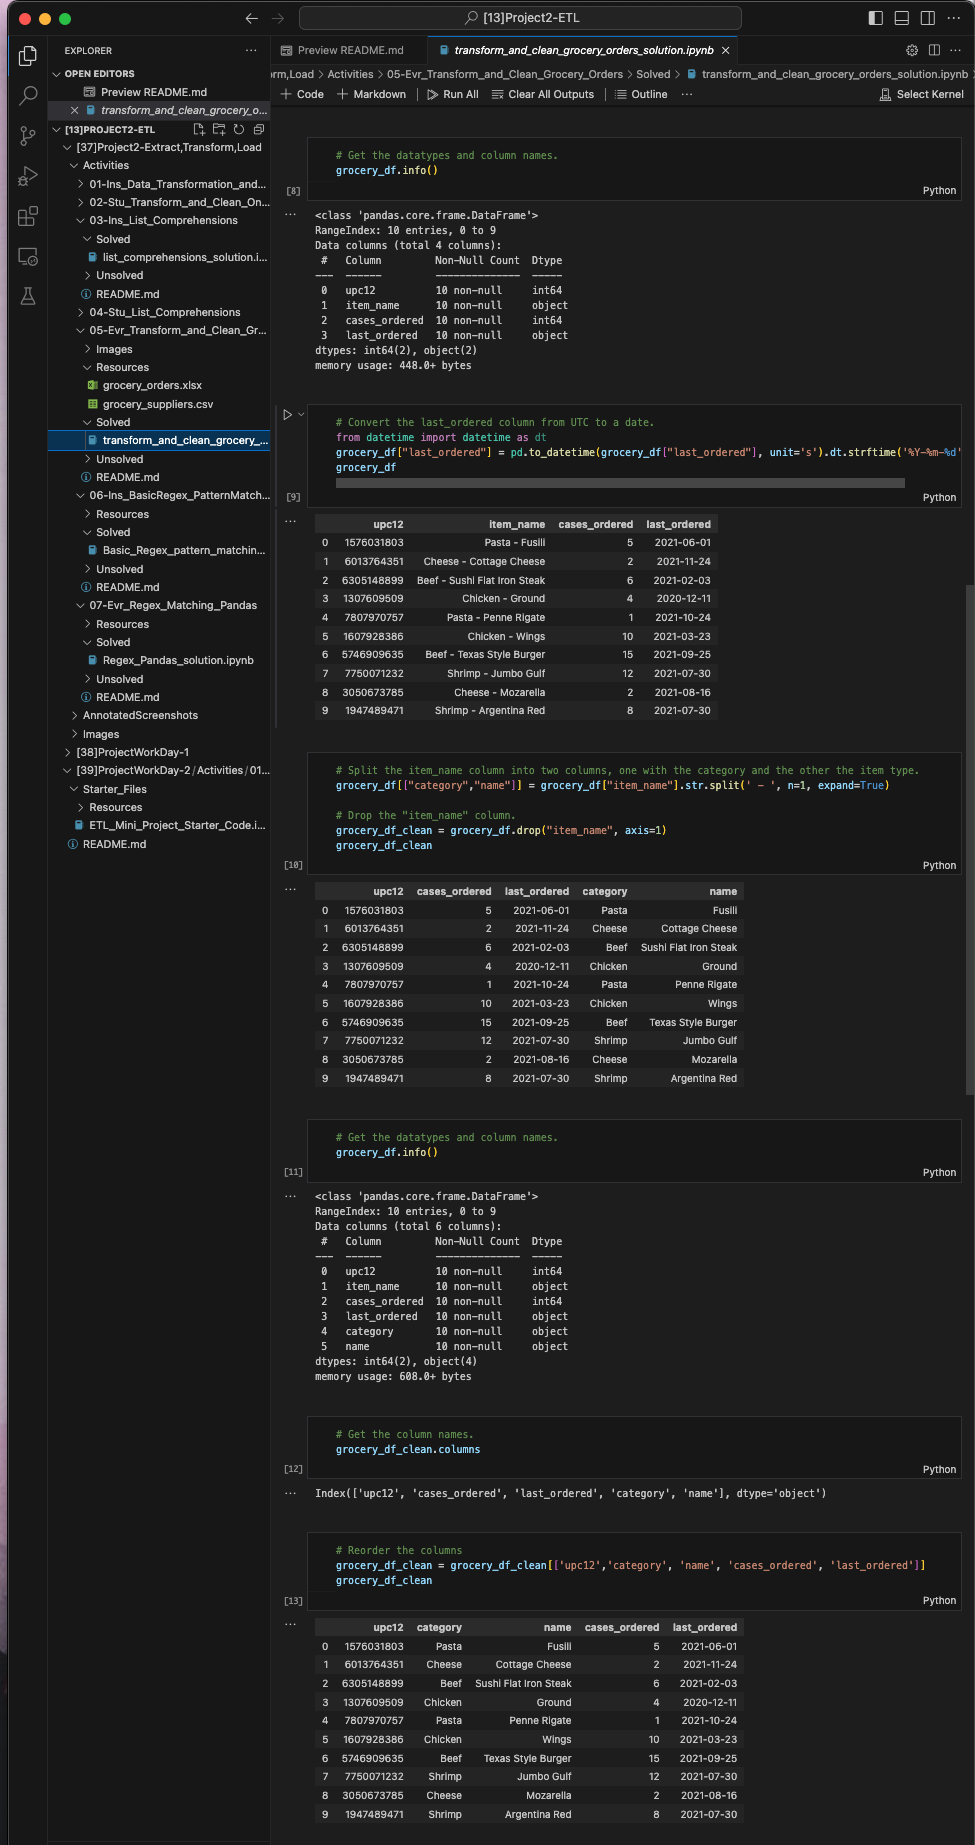 [13]Project2-ETL
EXPLORER
OPEN EDITORS
Preview README.md
transform_and_clean_grocery_o...
[13]PROJECT2-ETL
[37]Project2-Extract,Transform,Load
Activities
01-Ins_Data_Transformation_and...
02-Stu_Transform_and_Clean_On...
03-Ins_List_Comprehensions
Solved
list_comprehensions_solution.i...
Unsolved
README.md
04-Stu_List_Comprehensions
05-Evr_Transform_and_Clean_Gr...
Images
Resources
grocery_orders.xlsx
grocery_suppliers.csv
Solved
transform_and_clean_grocery_...
Unsolved
README.md
06-Ins_BasicRegex_PatternMatch...
Resources
Solved
Basic_Regex_pattern_matchin...
Unsolved
README.md
07-Evr_Regex_Matching_Pandas
Resources
Solved
Regex_Pandas_solution.ipynb
Unsolved
README.md
AnnotatedScreenshots
Images
[38]ProjectWorkDay-1
[39]ProjectWorkDay-2/Activities/01...
Starter_Files
Resources
ETL_Mini_Project_Starter_Code.i...
README.md
Preview README.md transform_and_clean_grocery_orders_solution.ipynb
orm,Load > Activities > 05-Evr_Transform_and_Clean_Grocery_Orders > Solved > transform_and_clean_grocery_orders_solution.ipynb
Code Markdown Run All Clear All Outputs Outline ... Select Kernel
# Get the datatypes and column names.
grocery_df.info()
[8] Python
<class 'pandas.core.frame.DataFrame'>
RangeIndex: 10 entries, 0 to 9
Data columns (total 4 columns):
# Column Non-Null Count Dtype
--- ------ -------------- -----
0 upc12 10 non-null int64
1 item_name 10 non-null object
2 cases_ordered 10 non-null int64
3 last_ordered 10 non-null object
dtypes: int64(2), object(2)
memory usage: 448.0+ bytes
# Convert the last_ordered column from UTC to a date.
from datetime import datetime as dt
grocery_df["last_ordered"] = pd.to_datetime(grocery_df["last_ordered"], unit='s').dt.strftime('%Y-%m-%d'
grocery_df
[9] Python
upc12 item_name cases_ordered last_ordered
0 1576031803 Pasta - Fusili 5 2021-06-01
1 6013764351 Cheese - Cottage Cheese 2 2021-11-24
2 6305148899 Beef - Sushi Flat Iron Steak 6 2021-02-03
3 1307609509 Chicken - Ground 4 2020-12-11
4 7807970757 Pasta - Penne Rigate 1 2021-10-24
5 1607928386 Chicken - Wings 10 2021-03-23
6 5746909635 Beef - Texas Style Burger 15 2021-09-25
7 7750071232 Shrimp - Jumbo Gulf 12 2021-07-30
8 3050673785 Cheese - Mozarella 2 2021-08-16
9 1947489471 Shrimp - Argentina Red 8 2021-07-30
# Split the item_name column into two columns, one with the category and the other the item type.
grocery_df[["category","name"]] = grocery_df["item_name"].str.split(' - ', n=1, expand=True)
# Drop the "item_name" column.
grocery_df_clean = grocery_df.drop("item_name", axis=1)
grocery_df_clean
[10] Python
upc12 cases_ordered last_ordered category name
0 1576031803 5 2021-06-01 Pasta Fusili
1 6013764351 2 2021-11-24 Cheese Cottage Cheese
2 6305148899 6 2021-02-03 Beef Sushi Flat Iron Steak
3 1307609509 4 2020-12-11 Chicken Ground
4 7807970757 1 2021-10-24 Pasta Penne Rigate
5 1607928386 10 2021-03-23 Chicken Wings
6 5746909635 15 2021-09-25 Beef Texas Style Burger
7 7750071232 12 2021-07-30 Shrimp Jumbo Gulf
8 3050673785 2 2021-08-16 Cheese Mozarella
9 1947489471 8 2021-07-30 Shrimp Argentina Red
# Get the datatypes and column names.
grocery_df.info()
[11] Python
<class 'pandas.core.frame.DataFrame'>
RangeIndex: 10 entries, 0 to 9
Data columns (total 6 columns):
# Column Non-Null Count Dtype
--- ------ -------------- -----
0 upc12 10 non-null int64
1 item_name 10 non-null object
2 cases_ordered 10 non-null int64
3 last_ordered 10 non-null object
4 category 10 non-null object
5 name 10 non-null object
dtypes: int64(2), object(4)
memory usage: 608.0+ bytes
# Get the column names.
grocery_df_clean.columns
[12] Python
Index(['upc12', 'cases_ordered', 'last_ordered', 'category', 'name'], dtype='object')
# Reorder the columns
grocery_df_clean = grocery_df_clean[['upc12','category', 'name', 'cases_ordered', 'last_ordered']]
grocery_df_clean
[13] Python
upc12 category name cases_ordered last_ordered
0 1576031803 Pasta Fusili 5 2021-06-01
1 6013764351 Cheese Cottage Cheese 2 2021-11-24
2 6305148899 Beef Sushi Flat Iron Steak 6 2021-02-03
3 1307609509 Chicken Ground 4 2020-12-11
4 7807970757 Pasta Penne Rigate 1 2021-10-24
5 1607928386 Chicken Wings 10 2021-03-23
6 5746909635 Beef Texas Style Burger 15 2021-09-25
7 7750071232 Shrimp Jumbo Gulf 12 2021-07-30
8 3050673785 Cheese Mozarella 2 2021-08-16
9 1947489471 Shrimp Argentina Red 8 2021-07-30